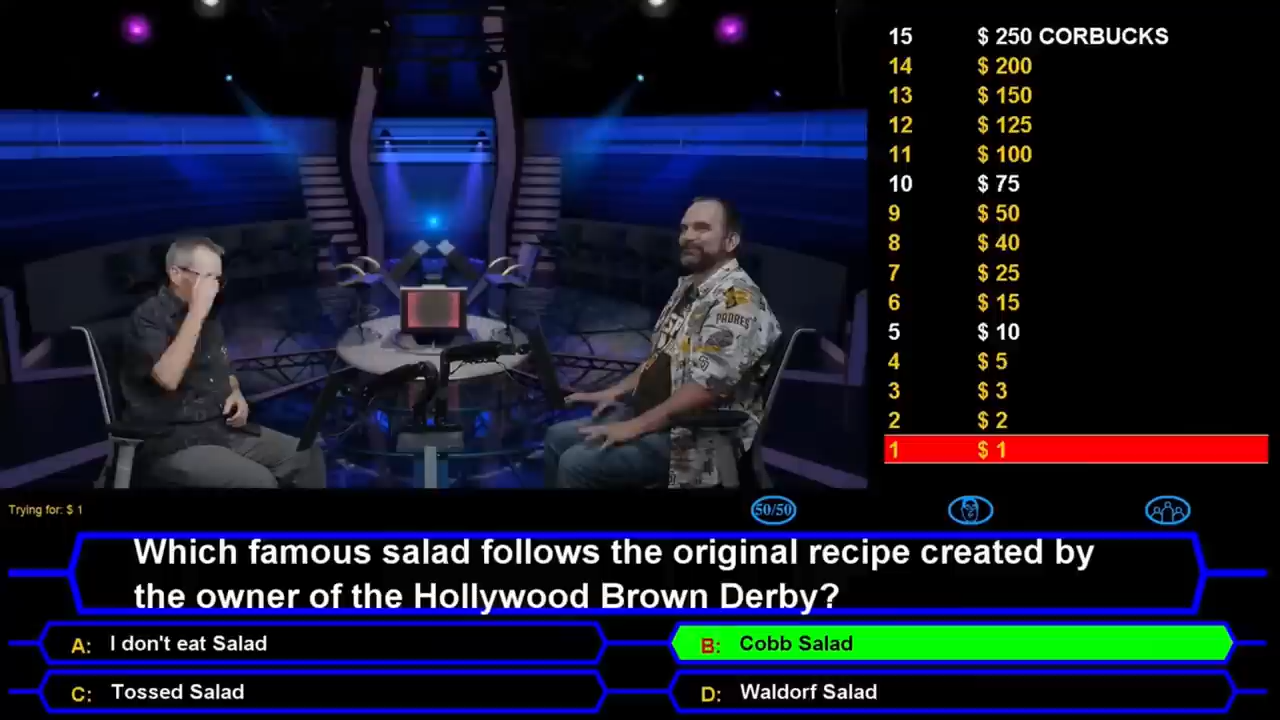 15 $ 250 CORBUCKS
14 $ 200
13 $ 150
12 $ 125
11 $ 100
10 $ 75
9 $ 50
8 $ 40
7 $ 25
6 $ 15
5 $ 10
4 $ 5
3 $ 3
2 $ 2
1 $ 1
PADRES
Trying for: $ 1
50/50
Which famous salad follows the original recipe created by
the owner of the Hollywood Brown Derby?
A: I don't eat Salad
B: Cobb Salad
C: Tossed Salad
D: Waldorf Salad